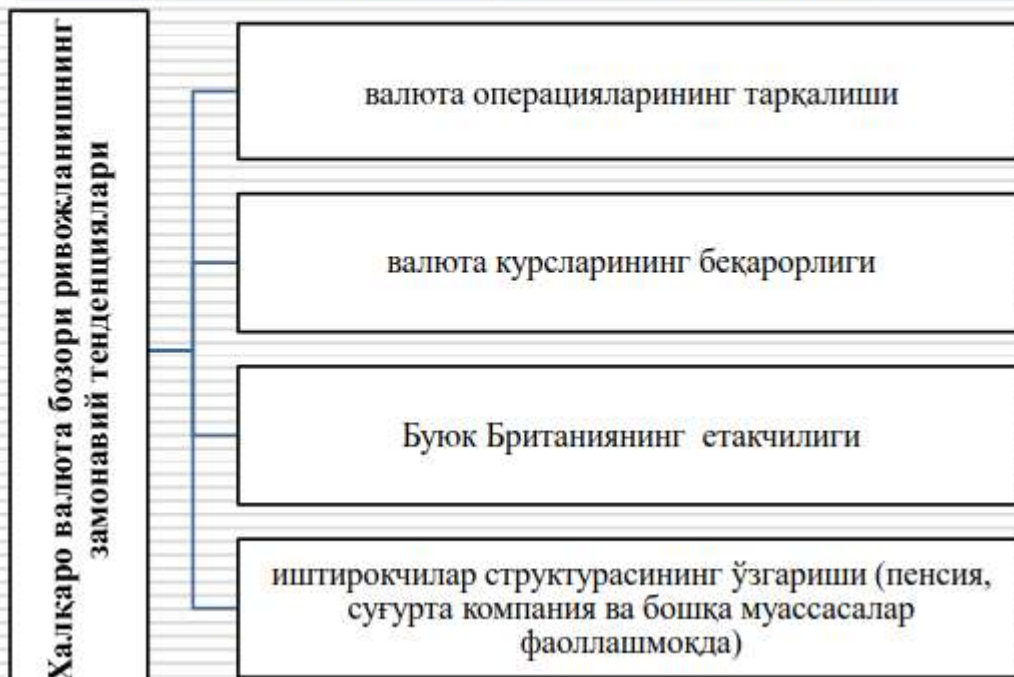 Халқаро валюта бозори ривожланишнинг
замонавий тенденциялари
валюта операцияларининг тарқалиши
валюта курсларининг беқарорлиги
Буюк Британиянинг етакчилиги
иштирокчилар структурасининг ўзгариши (пенсия,
суғурта компания ва бошқа муассасалар
фаоллашмоқда)